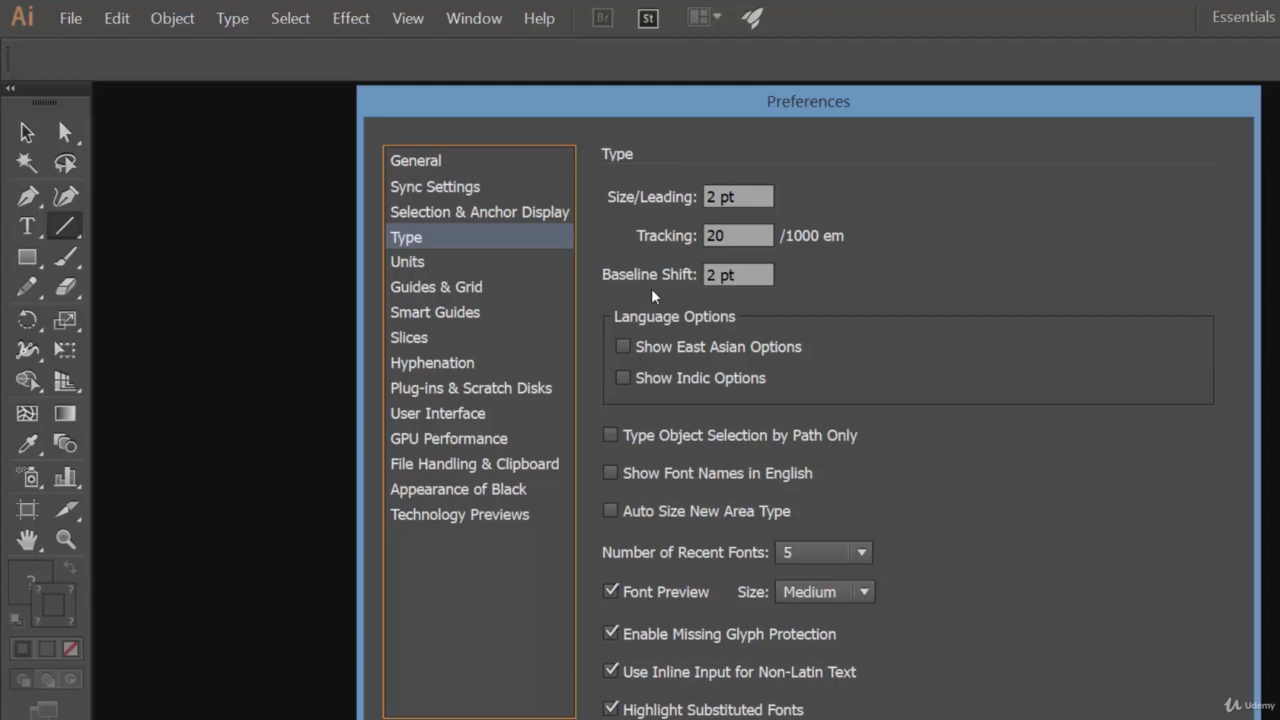 Ai File Edit Object Type Select Effect View Window Help Br St Essentials
Preferences
General
Sync Settings
Selection & Anchor Display
Type
Units
Guides & Grid
Smart Guides
Slices
Hyphenation
Plug-ins & Scratch Disks
User Interface
GPU Performance
File Handling & Clipboard
Appearance of Black
Technology Previews
Type
Size/Leading: 2 pt
Tracking: 20 /1000 em
Baseline Shift: 2 pt
Language Options
Show East Asian Options
Show Indic Options
Type Object Selection by Path Only
Show Font Names in English
Auto Size New Area Type
Number of Recent Fonts: 5
Font Preview Size: Medium
Enable Missing Glyph Protection
Use Inline Input for Non-Latin Text
Highlight Substituted Fonts
T
? ? ?
? ?
Udemy